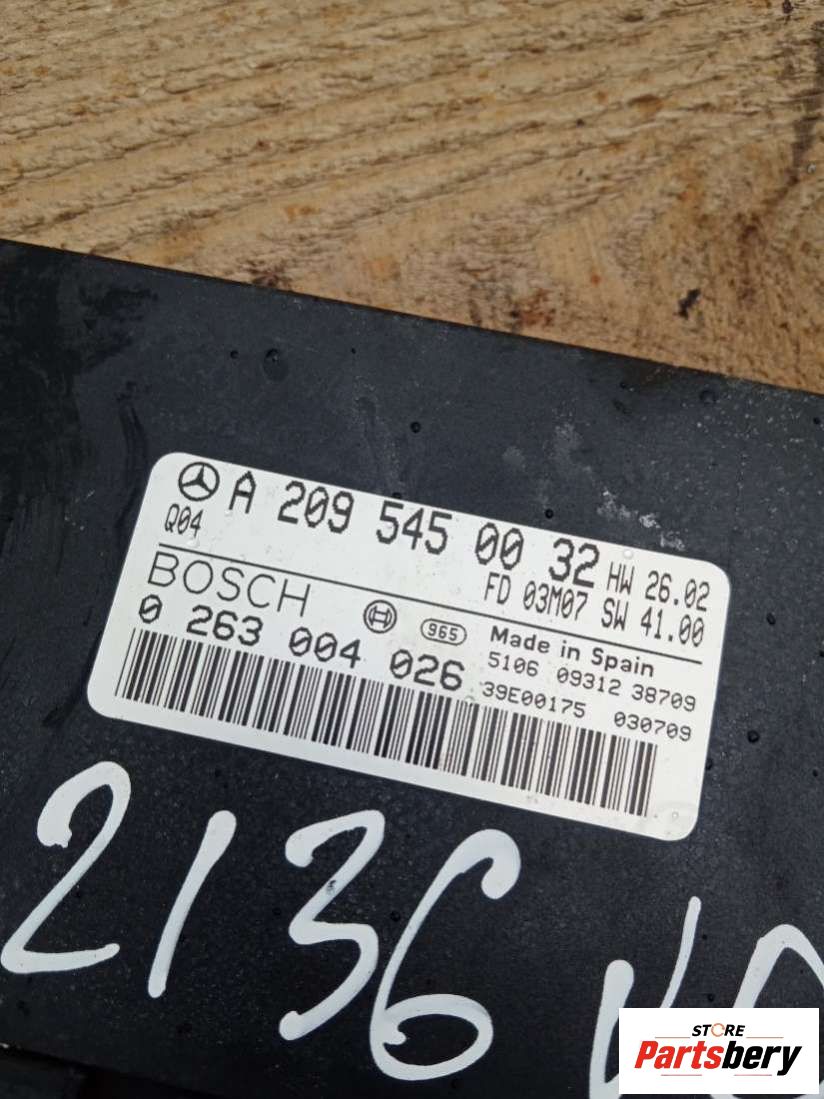 A 209 545 00 32 HW 26.02
Q04 FD 03M07 SW 41.00
BOSCH 965 Made in Spain
0 263 004 026 5106 09312 38709
39E00175 030709
2136
STORE
Partsbery